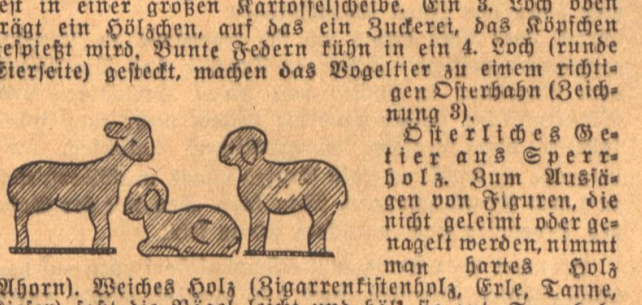 in einer großen Kartoffelscheibe. Ein 3. Loch oben
trägt ein Hölzchen, auf das ein Zuckerei, das Köpfchen
gespießt wird. Bunte Federn kühn in ein 4. Loch (runde
Eierseite) gesteckt, machen das Vogeltier zu einem richti-
gen Osterhahn (Zeich-
nung 3).
Österliches Ge-
tier aus Sperr-
holz. Zum Aussä-
gen von Figuren, die
nicht geleimt oder ge-
nagelt werden, nimmt
man hartes Holz
Ahorn). Weiches Holz (Zigarrenkistenholz, Erle, Tanne,